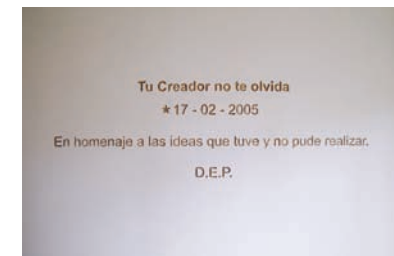 Tu Creador no te olvida
★ 17 - 02 - 2005
En homenaje a las ideas que tuve y no pude realizar.
D.E.P.